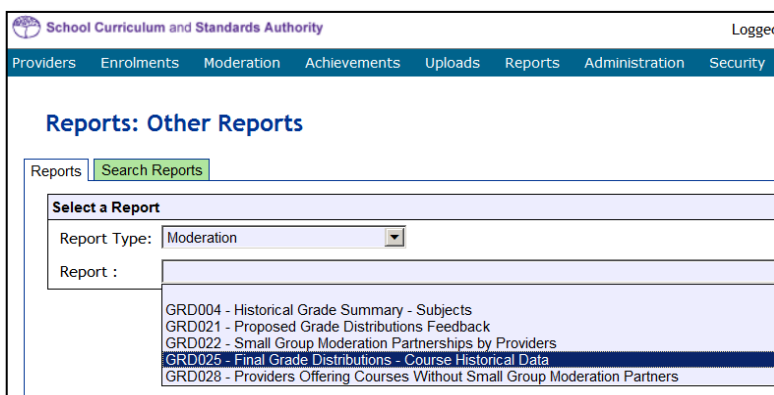 School Curriculum and Standards Authority
Logged
Providers Enrolments Moderation Achievements Uploads Reports Administration Security
Reports: Other Reports
Reports Search Reports
Select a Report
Report Type: Moderation
Report :
GRD004 - Historical Grade Summary - Subjects
GRD021 - Proposed Grade Distributions Feedback
GRD022 - Small Group Moderation Partnerships by Providers
GRD025 - Final Grade Distributions - Course Historical Data
GRD028 - Providers Offering Courses Without Small Group Moderation Partners